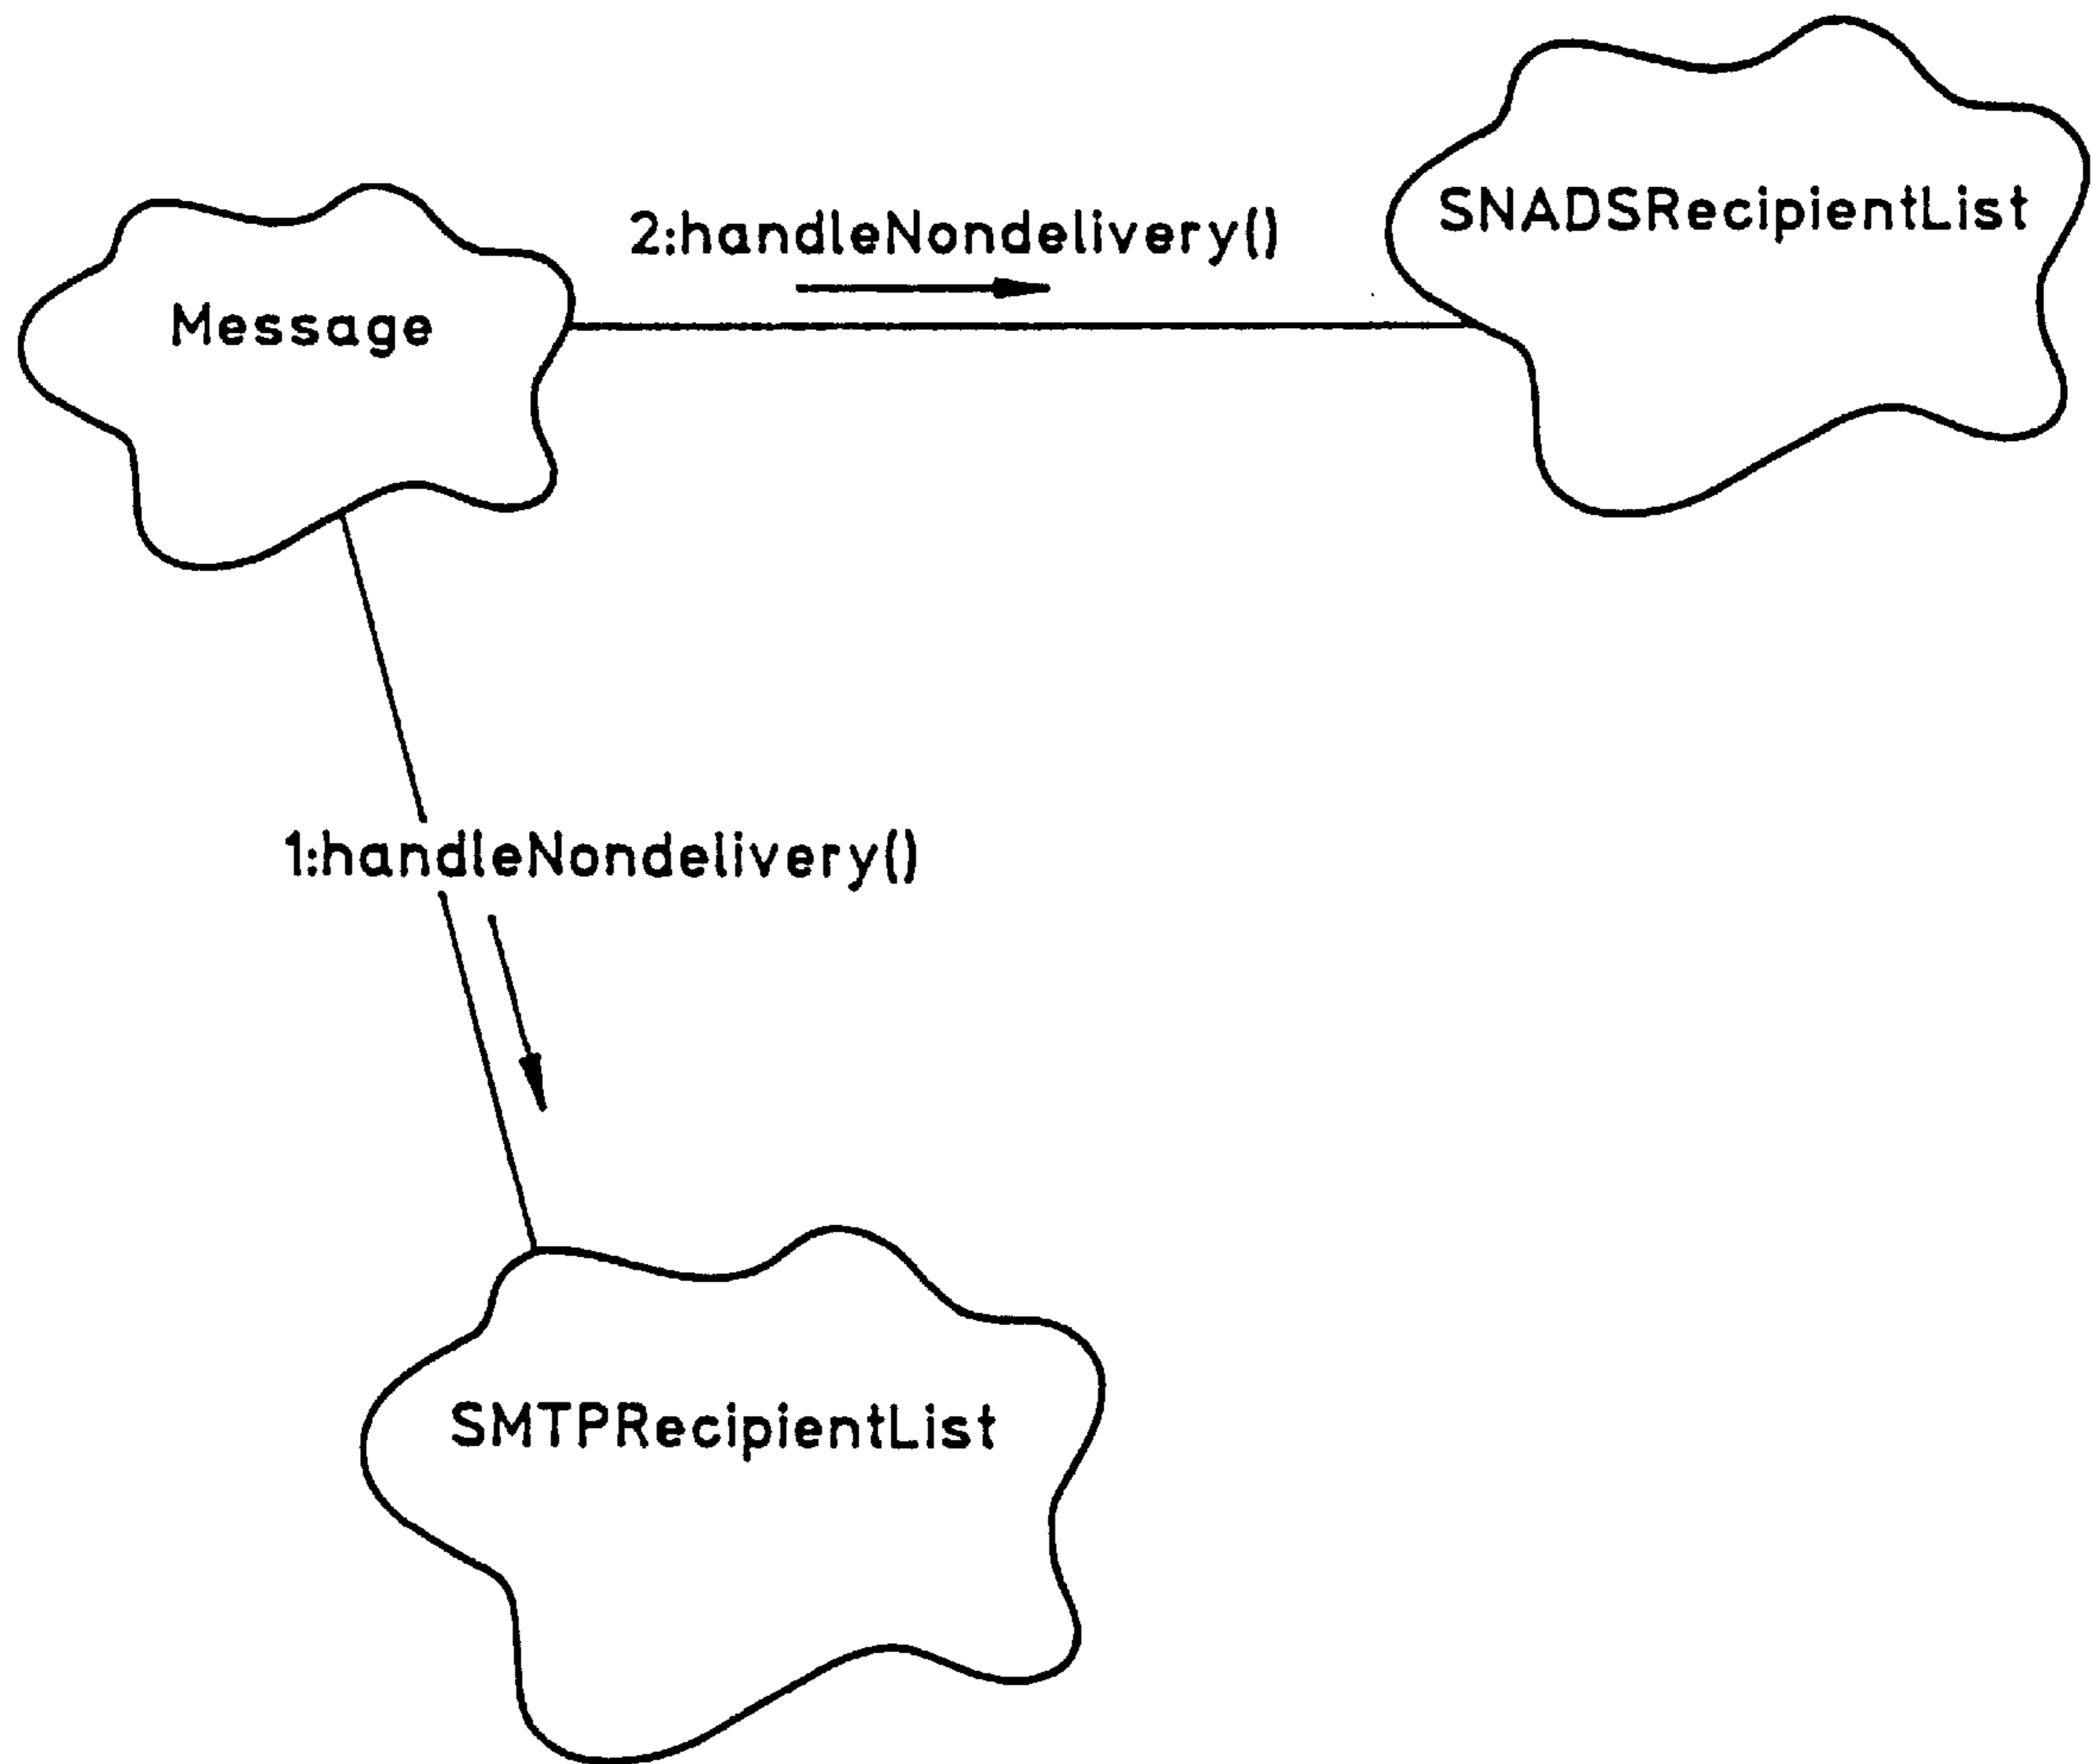 SNADSRecipientList
2:handleNondelivery()
Message
1:handleNondelivery()
SMTPRecipientList